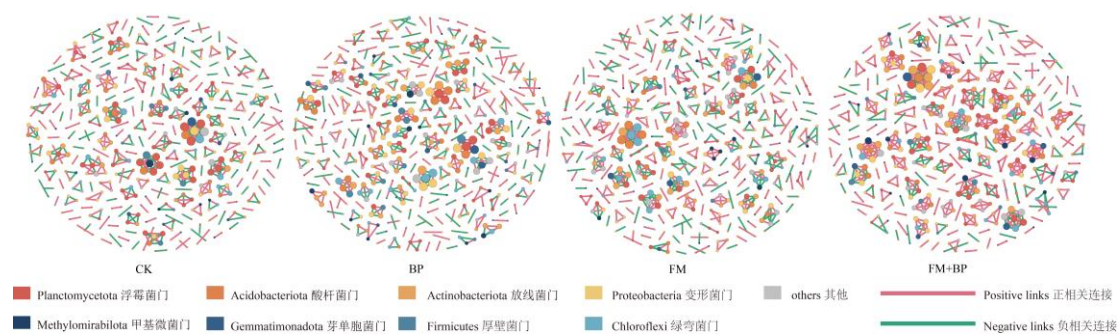 CK BP FM FM+BP
Planctomycetota 浮霉菌门 Acidobacteriota 酸杆菌门 Actinobacteriota 放线菌门 Proteobacteria 变形菌门 others 其他 Positive links 正相关连接
Methylomirabilota 甲基微菌门 Gemmatimonadota 芽单胞菌门 Firmicutes 厚壁菌门 Chloroflexi 绿弯菌门 Negative links 负相关连接